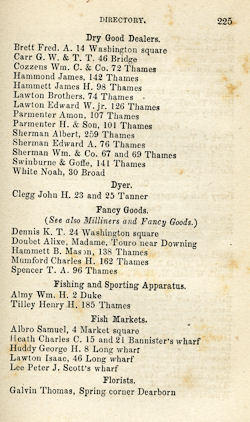 DIRECTORY. 225
Dry Good Dealers.
Brett Fred. A. 14 Washington square
Carr G. W. & T. T. 46 Bridge
Cozzens Wm. C. & Co. 72 Thames
Hammond James, 142 Thames
Hammett James H. 98 Thames
Lawton Brothers, 74 Thames
Lawton Edward W. jr. 126 Thames
Parmenter Amon, 107 Thames
Parmenter H. & Son, 101 Thames
Sherman Albert, 259 Thames
Sherman Edward A. 76 Thames
Sherman Wm. & Co. 67 and 69 Thames
Swinburne & Goffe, 141 Thames
White Noah, 30 Broad
Dyer.
Clegg John H. 23 and 25 Tanner
Fancy Goods.
(See also Milliners and Fancy Goods.)
Dennis K. T. 24 Washington square
Doubet Alixe, Madame, Touro near Downing
Hammett B. Mason, 138 Thames
Mumford Charles H. 162 Thames
Spencer T. A. 96 Thames
Fishing and Sporting Apparatus.
Almy Wm. H. 2 Duke
Tilley Henry H. 185 Thames
Fish Markets.
Albro Samuel, 4 Market square
Heath Charles C. 15 and 21 Bannister's wharf
Huddy George H. 8 Long wharf
Lawton Isaac, 46 Long wharf
Lee Peter J. Scott's wharf
Florists.
Galvin Thomas, Spring corner Dearborn